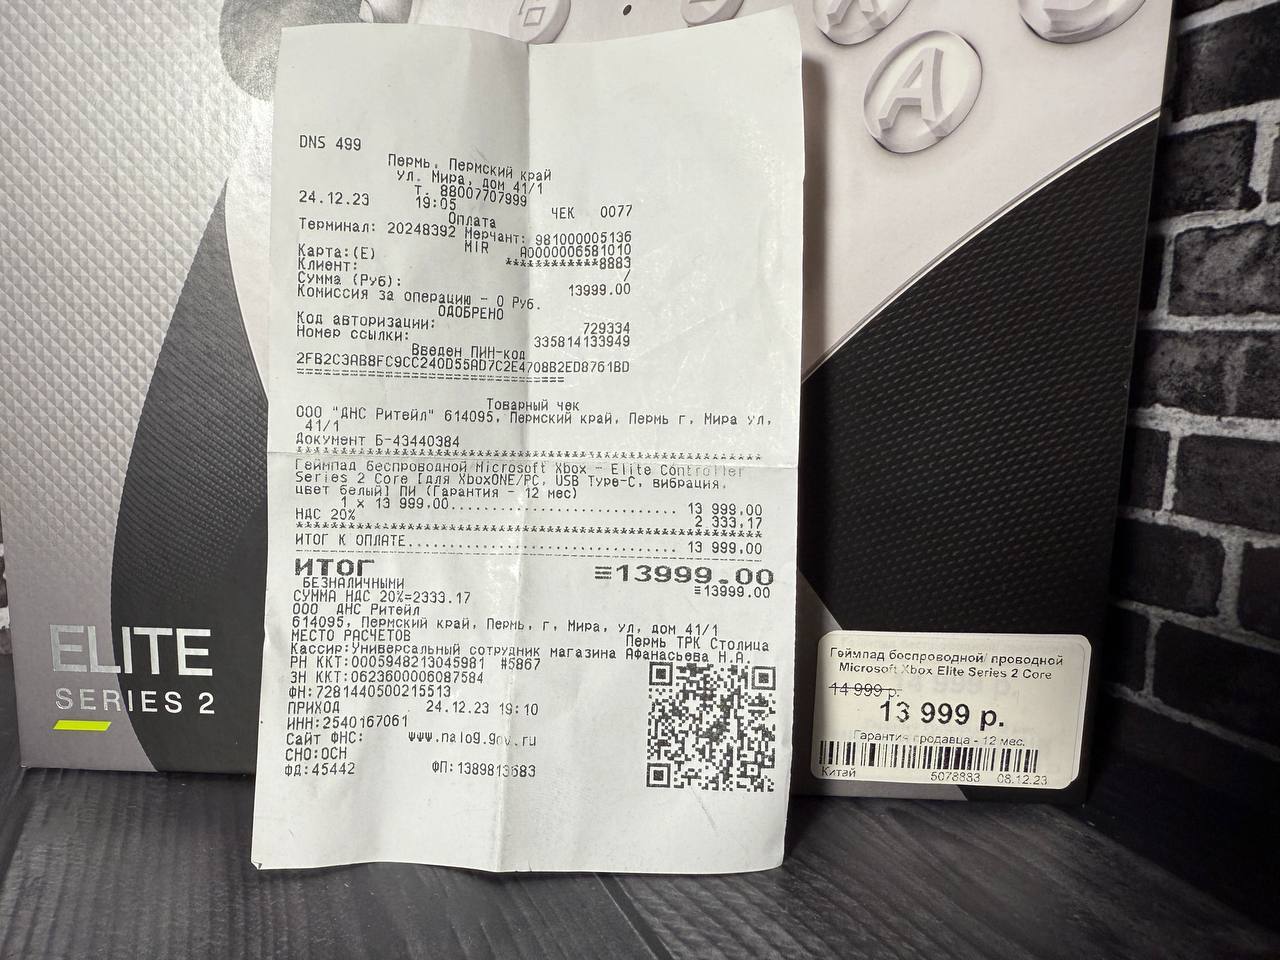 A
DNS 499
Пермь, Пермский край
ул. Мира, дом 41/1
Т. 88007707999
24.12.23 19:05 ЧЕК 0077
Оплата
Терминал: 20248392 Мерчант: 981000005136
MIR A0000006581010
Карта:(E) ************8883
Клиент: /
Сумма (Руб): 13999.00
Комиссия за операцию - 0 Руб.
ОДОБРЕНО
Код авторизации: 729334
Номер ссылки: 335814133949
Введен ПИН-код
2FB2C3AB8FC9CC240D55AD7C2E4708B2ED8761BD
================================
Товарный чек
ООО "ДНС Ритейл" 614095, Пермский край, Пермь г, Мира ул,
41/1
Документ Б-43440384
Геймпад беспроводной Microsoft Xbox - Elite Controller
Series 2 Core [для XboxONE/PC, USB Type-C, вибрация,
цвет белый] ПИ (Гарантия - 12 мес)
1 x 13 999.00.............................. 13 999,00
НДС 20% 2 333,17
ИТОГ К ОПЛАТЕ................................... 13 999,00
ИТОГ ≡13999.00
БЕЗНАЛИЧНЫМИ ≡13999.00
СУММА НДС 20%=2333.17
ООО ДНС Ритейл
614095, Пермский край, Пермь, г, Мира, ул, дом 41/1
МЕСТО РАСЧЕТОВ Пермь ТРК Столица
Кассир:Универсальный сотрудник магазина Афанасьева Н.А.
РН ККТ:0005948213045981 #5867
ЗН ККТ:0623600006087584
ФН:7281440500215513
ПРИХОД 24.12.23 19:10
ИНН:2540167061
Сайт ФНС: www.nalog.gov.ru
СНО:ОСН
ФД:45442 ФП:1389813683
ELITE
SERIES 2
Геймпад беспроводной/ проводной
Microsoft Xbox Elite Series 2 Core
14 999 р.
13 999 р.
Гарантия продавца - 12 мес.
Китай 5078883 08.12.23